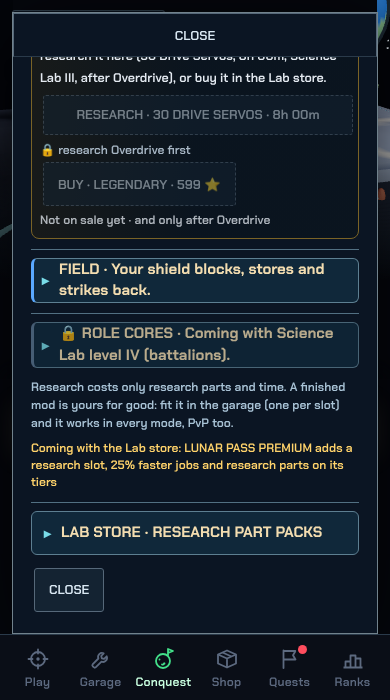 CLOSE
research it here (30 Drive Servos, 8h 00m, Science
Lab III, after Overdrive), or buy it in the Lab store.
RESEARCH · 30 DRIVE SERVOS · 8h 00m
🔒 research Overdrive first
BUY · LEGENDARY · 599 ⭐
Not on sale yet · and only after Overdrive
▸ FIELD · Your shield blocks, stores and
strikes back.
▸ 🔒 ROLE CORES · Coming with Science
Lab level IV (battalions).
Research costs only research parts and time. A finished
mod is yours for good: fit it in the garage (one per slot)
and it works in every mode, PvP too.
Coming with the Lab store: LUNAR PASS PREMIUM adds a
research slot, 25% faster jobs and research parts on its
tiers
▸ LAB STORE · RESEARCH PART PACKS
CLOSE
Play Garage Conquest Shop Quests Ranks